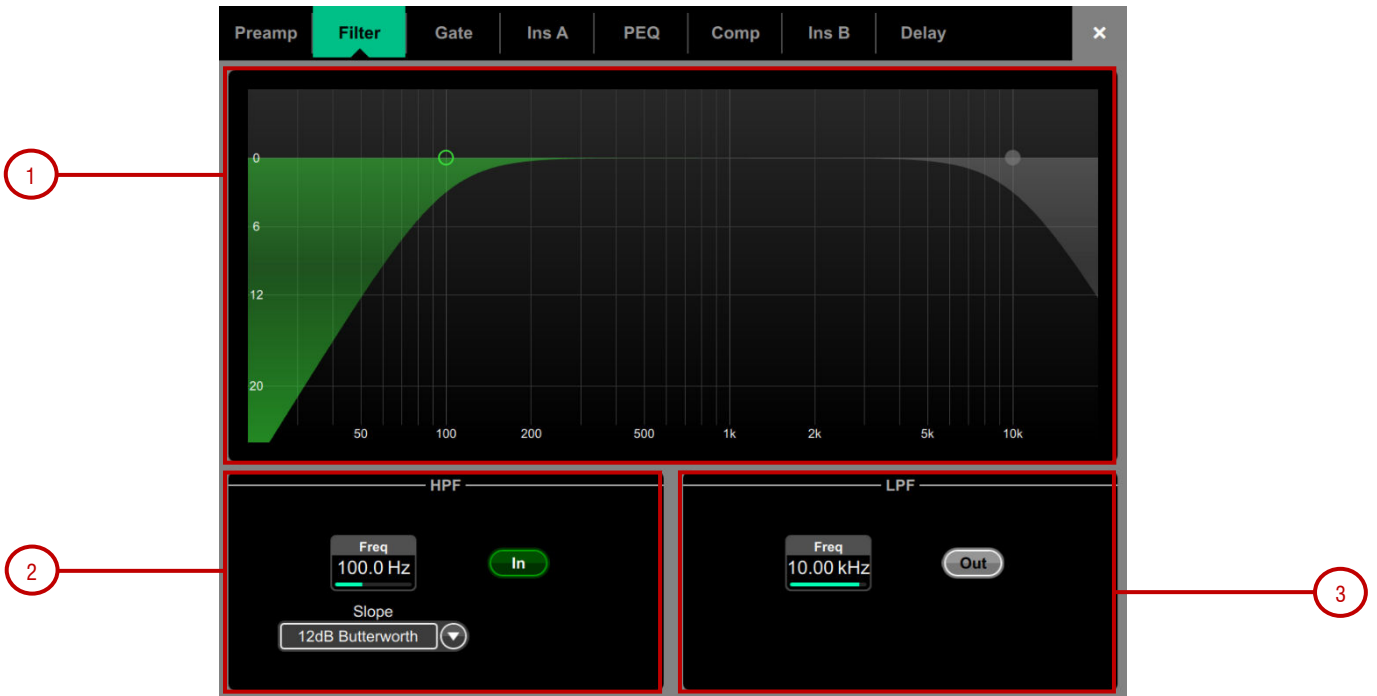 Preamp Filter Gate Ins A PEQ Comp Ins B Delay ×
1
0
6
12
20
50 100 200 500 1k 2k 5k 10k
HPF LPF
2
Freq
100.0 Hz
In
Slope
12dB Butterworth
Freq
10.00 kHz
Out
3